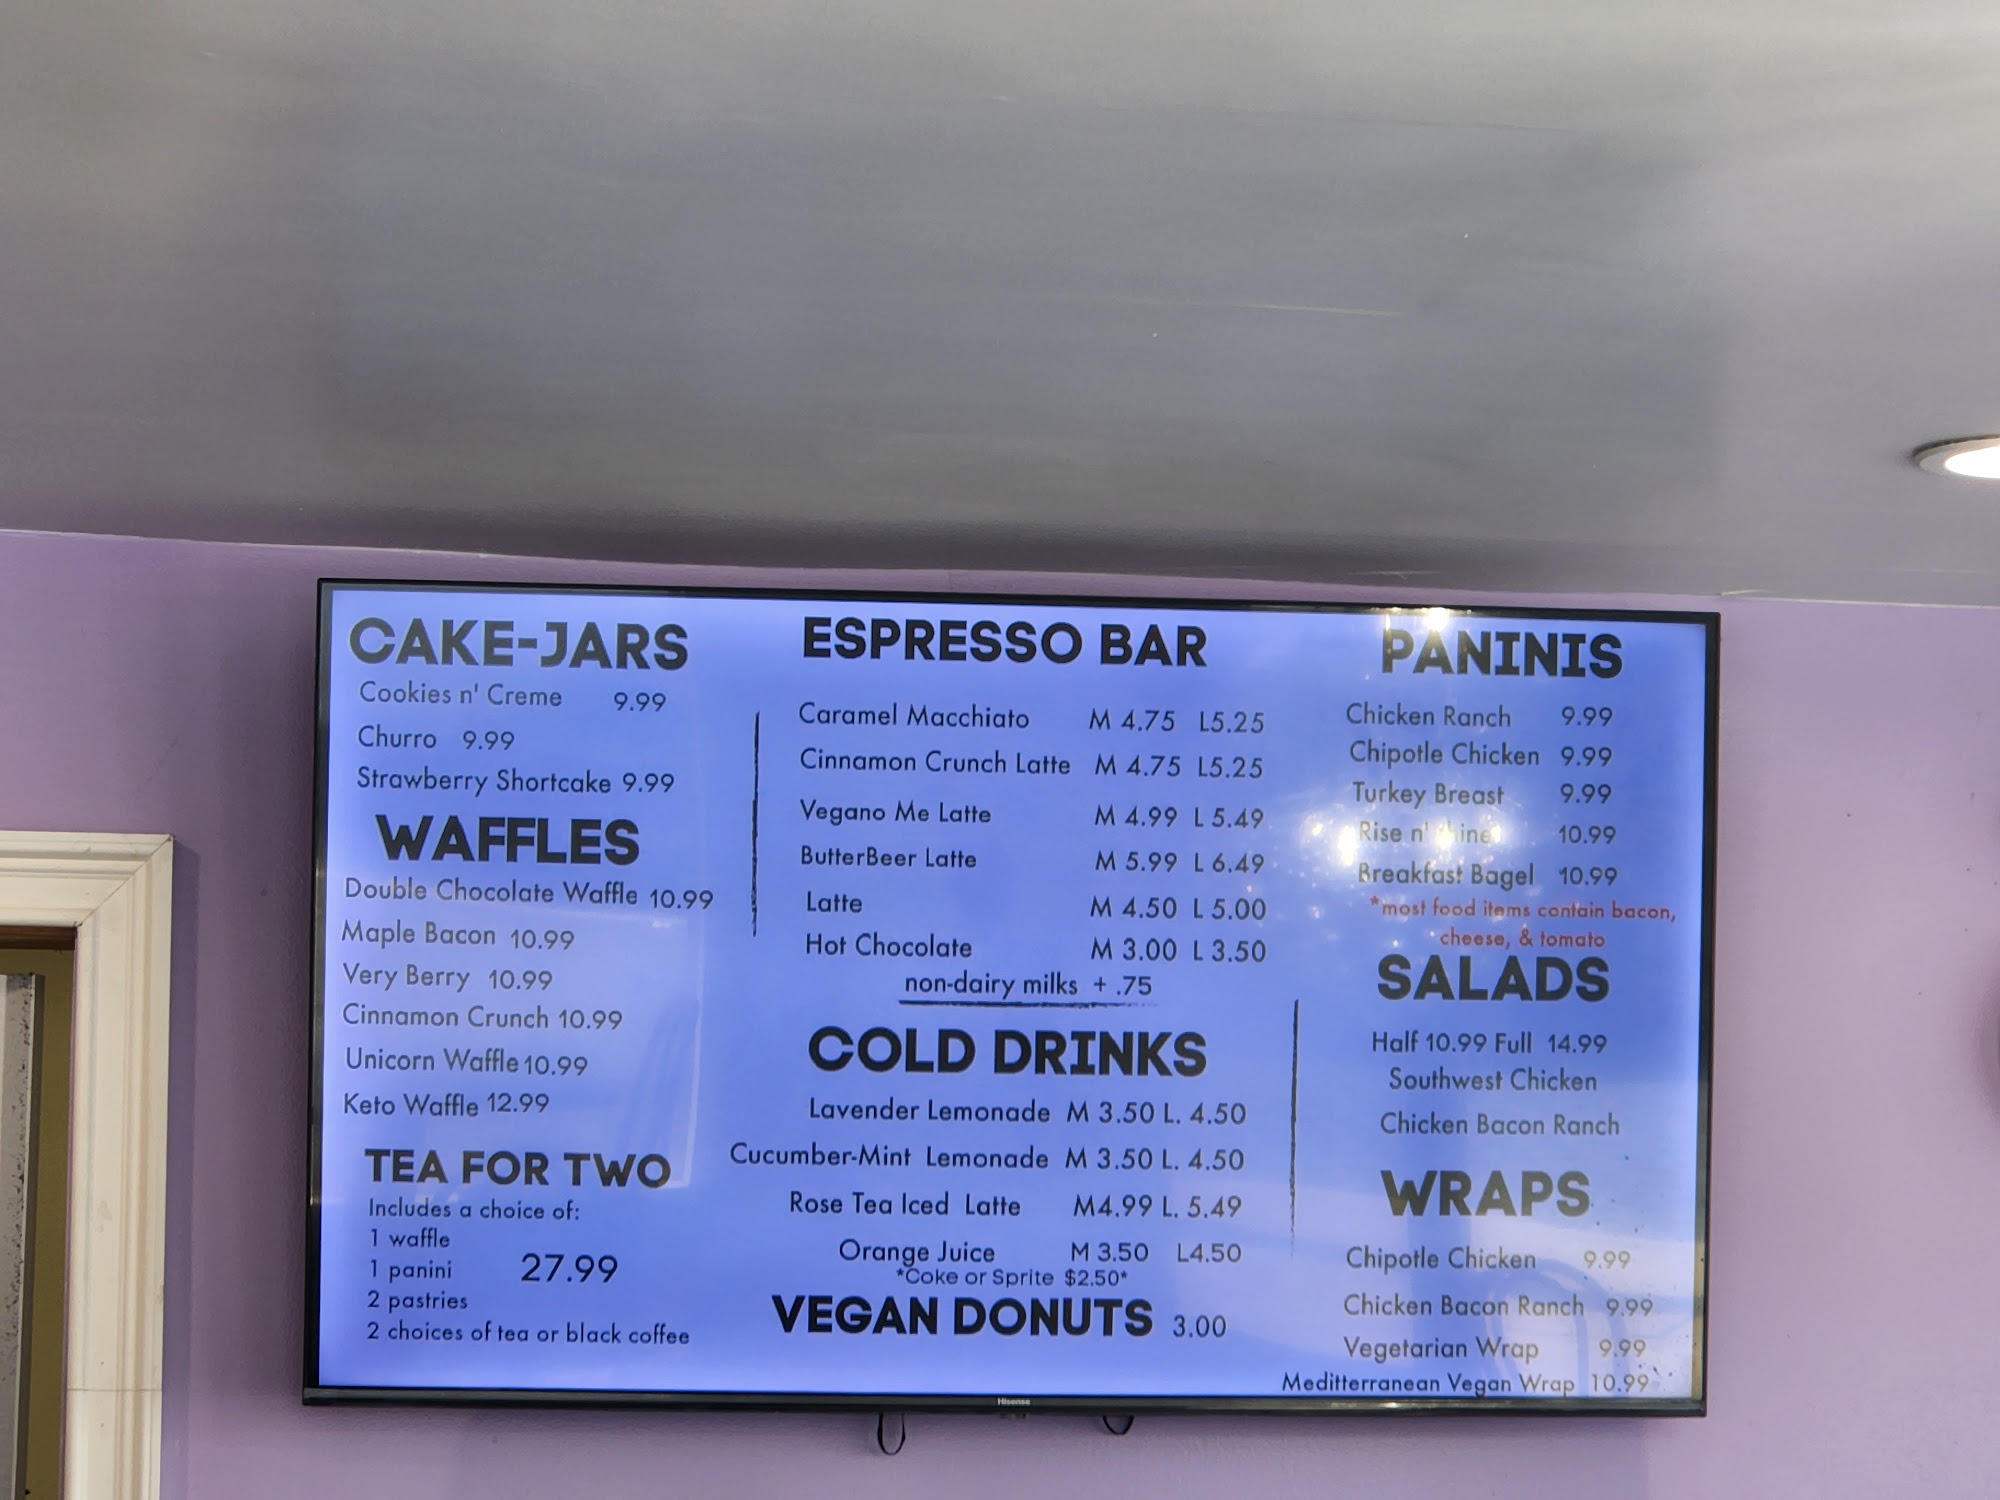 CAKE-JARS
Cookies n' Creme 9.99
Churro 9.99
Strawberry Shortcake 9.99
WAFFLES
Double Chocolate Waffle 10.99
Maple Bacon 10.99
Very Berry 10.99
Cinnamon Crunch 10.99
Unicorn Waffle 10.99
Keto Waffle 12.99
TEA FOR TWO
Includes a choice of:
1 waffle
1 panini
27.99
2 pastries
2 choices of tea or black coffee
ESPRESSO BAR
Caramel Macchiato M 4.75 L5.25
Cinnamon Crunch Latte M 4.75 L5.25
Vegano Me Latte M 4.99 L 5.49
ButterBeer Latte M 5.99 L 6.49
Latte M 4.50 L 5.00
Hot Chocolate M 3.00 L 3.50
non-dairy milks + .75
COLD DRINKS
Lavender Lemonade M 3.50 L. 4.50
Cucumber-Mint Lemonade M 3.50 L. 4.50
Rose Tea Iced Latte M4.99 L. 5.49
Orange Juice M 3.50 L4.50
*Coke or Sprite $2.50*
VEGAN DONUTS 3.00
PANINIS
Chicken Ranch 9.99
Chipotle Chicken 9.99
Turkey Breast 9.99
Rise n' 10.99
Breakfast Bagel 10.99
*most food items contain bacon,
cheese, & tomato
SALADS
Half 10.99 Full 14.99
Southwest Chicken
Chicken Bacon Ranch
WRAPS
Chipotle Chicken 9.99
Chicken Bacon Ranch 9.99
Vegetarian Wrap 9.99
Meditterranean Vegan Wrap 10.99
Hisense